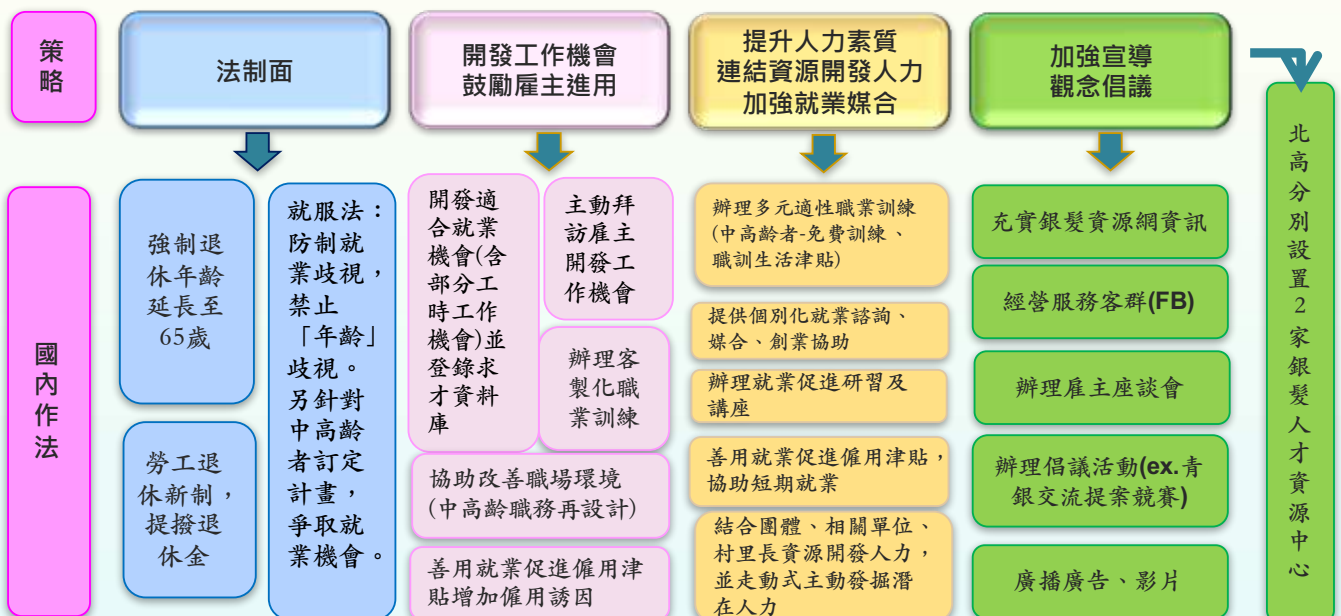 策
略
法制面
開發工作機會
鼓勵雇主進用
提升人力素質
連結資源開發人力
加強就業媒合
加強宣導
觀念倡議
國
內
作
法
強制退
休年齡
延長至
65歲
勞工退
休新制，
提撥退
休金
就服法：
防制就
業歧視，
禁止
「年齡」
歧視。
另針對
中高齡
者訂定
計畫，
爭取就
業機會。
開發適
合就業
機會(含
部分工
時工作
機會)並
登錄求
才資料
庫
主動拜
訪雇主
開發工
作機會
辦理客
製化職
業訓練
協助改善職場環境
(中高齡職務再設計)
善用就業促進僱用津
貼增加僱用誘因
辦理多元適性職業訓練
(中高齡者-免費訓練、
職訓生活津貼)
提供個別化就業諮詢、
媒合、創業協助
辦理就業促進研習及
講座
善用就業促進僱用津貼，
協助短期就業
結合團體、相關單位、
村里長資源開發人力，
並走動式主動發掘潛
在人力
充實銀髮資源網資訊
經營服務客群(FB)
辦理雇主座談會
辦理倡議活動(ex.青
銀交流提案競賽)
廣播廣告、影片
北
高
分
別
設
置
2
家
銀
髮
人
才
資
源
中
心